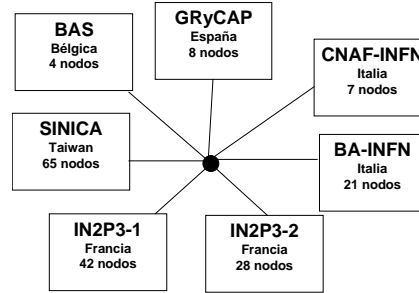 BAS
Bélgica
4 nodos
GRyCAP
España
8 nodos
CNAF-INFN
Italia
7 nodos
SINICA
Taiwan
65 nodos
BA-INFN
Italia
21 nodos
IN2P3-1
Francia
42 nodos
IN2P3-2
Francia
28 nodos